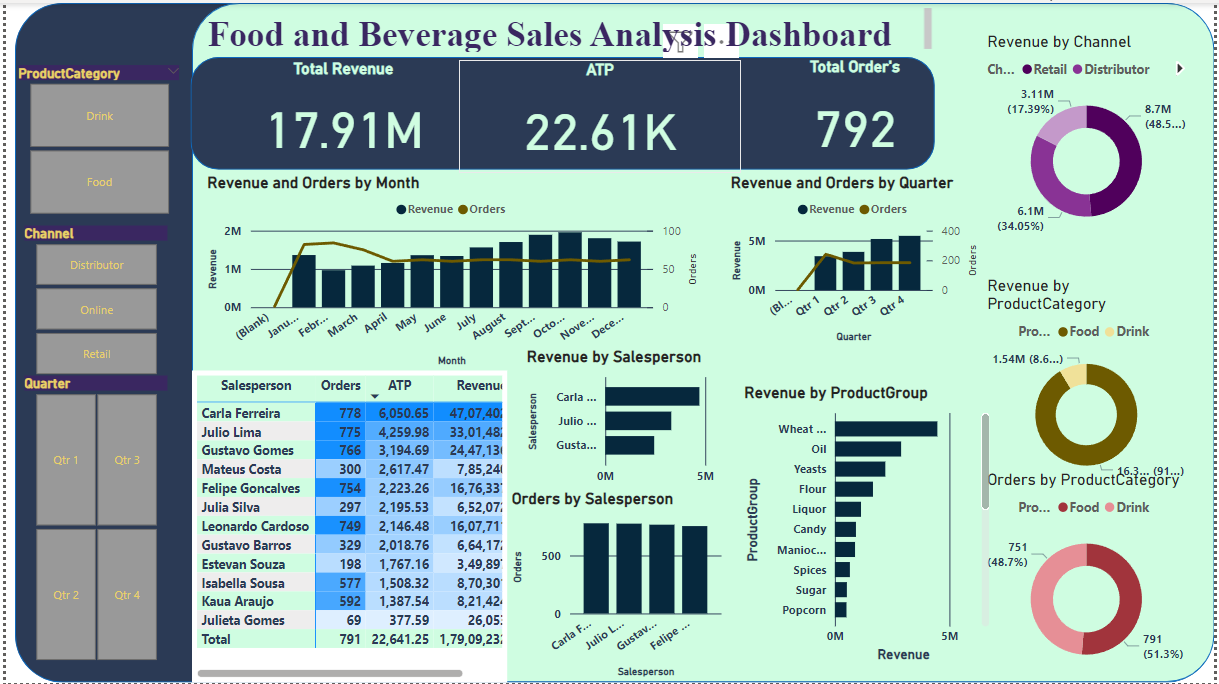 Food and Beverage Sales Analysis Dashboard
ProductCategory
Drink
Food
Channel
Distributor
Online
Retail
Quarter
Qtr 1
Qtr 3
Qtr 2
Qtr 4
Total Revenue
17.91M
ATP
22.61K
Total Order's
792
Revenue and Orders by Month
Revenue Orders
2M
1M
0M
Revenue
100
50
0
Orders
(Blank) Janu... Febr... March April May June July August Sept... Octo... Nove... Dece...
Month
Revenue and Orders by Quarter
Revenue Orders
5M
0M
Revenue
400
200
0
Orders
(Bl... Qtr 1 Qtr 2 Qtr 3 Qtr 4
Quarter
Salesperson Orders ATP Revenue
Carla Ferreira 778 6,050.65 47,07,40
Julio Lima 775 4,259.98 33,01,48
Gustavo Gomes 766 3,194.69 24,47,13
Mateus Costa 300 2,617.47 7,85,24
Felipe Goncalves 754 2,223.26 16,76,33
Julia Silva 297 2,195.53 6,52,07
Leonardo Cardoso 749 2,146.48 16,07,71
Gustavo Barros 329 2,018.76 6,64,17
Estevan Souza 198 1,767.16 3,49,89
Isabella Sousa 577 1,508.32 8,70,30
Kaua Araujo 592 1,387.54 8,21,42
Julieta Gomes 69 377.59 26,05
Total 791 22,641.25 1,79,09,23
Revenue by Salesperson
Salesperson
Carla ...
Julio ...
Gusta...
0M 5M
Orders by Salesperson
Orders
500
0
Carla F... Julio L... Gustav... Felipe ...
Salesperson
Revenue by ProductGroup
ProductGroup
Wheat ...
Oil
Yeasts
Flour
Liquor
Candy
Manioc...
Spices
Sugar
Popcorn
0M 5M
Revenue
Revenue by Channel
Ch... Retail Distributor
3.11M
(17.39%)
8.7M
(48.5...)
6.1M
(34.05%)
Revenue by
ProductCategory
Pro... Food Drink
1.54M (8.6...)
16.3... (91...)
Orders by ProductCategory
Pro... Food Drink
751
(48.7%)
791
(51.3%)